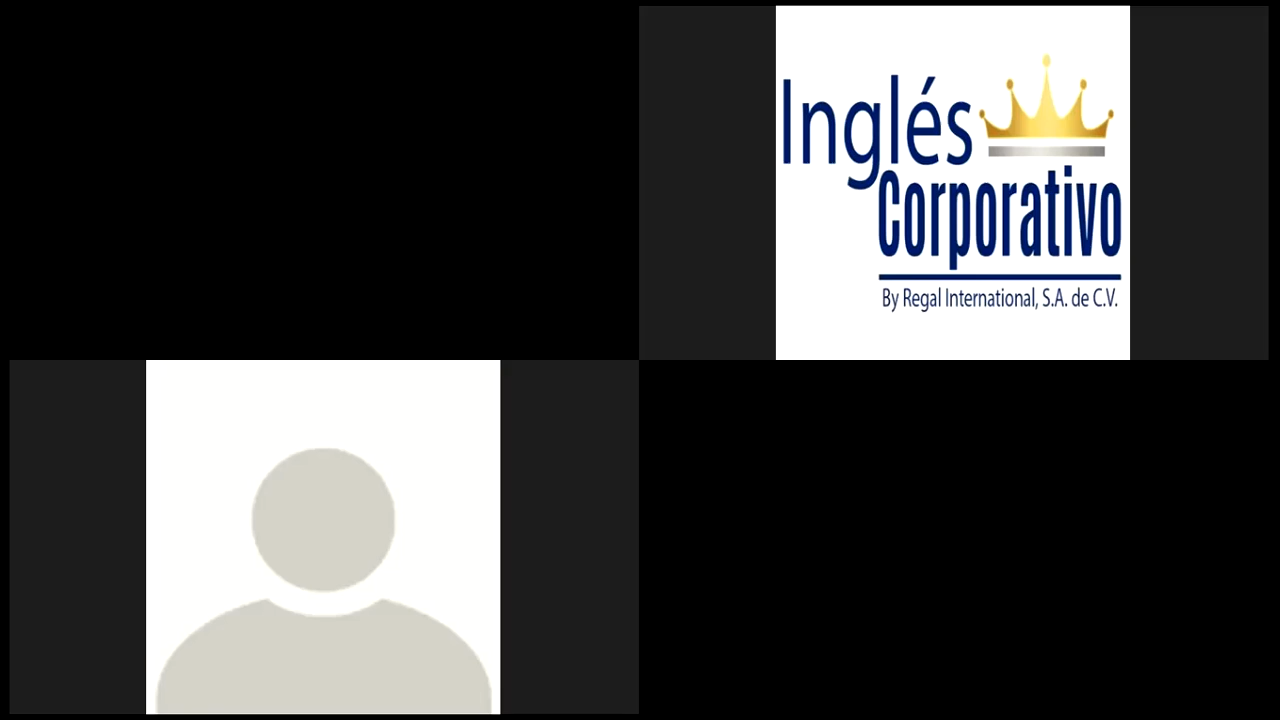 Inglés
Corporativo
By Regal International, S.A. de C.V.